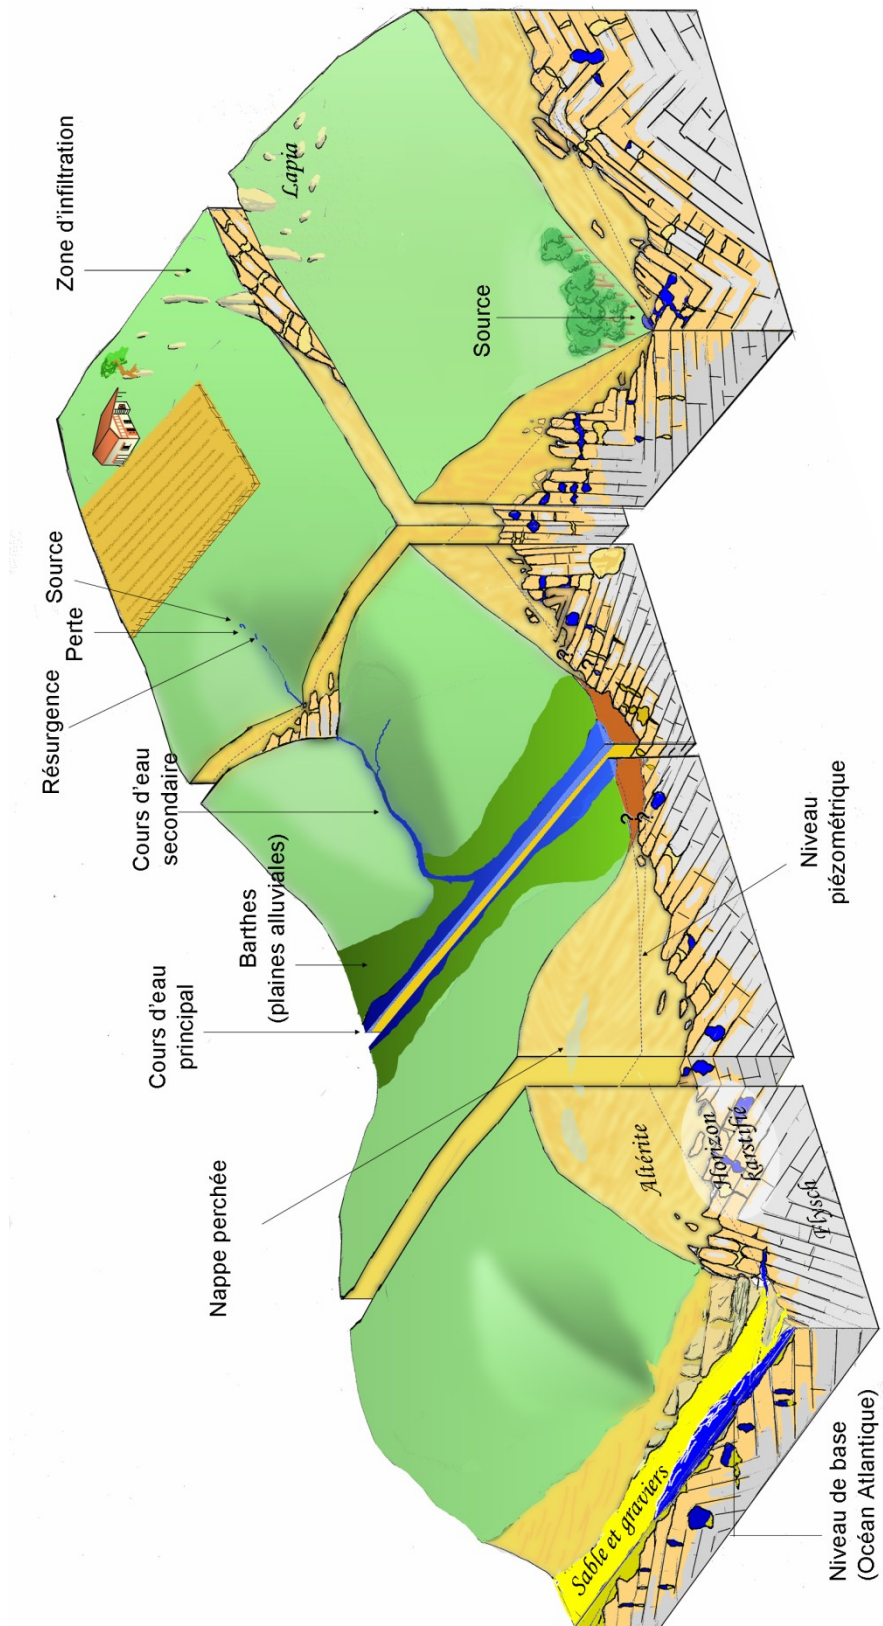 Niveau de base
(Océan Atlantique)
Sable et graviers
Nappe perchée
Altérite
Horizon
karstifié
Flysch
Cours d'eau
principal
Barthes
(plaines alluviales)
Cours d'eau
secondaire
Niveau
piézométrique
?
?
?
?
Résurgence
Perte
Source
Source
Zone d'infiltration
Lapia